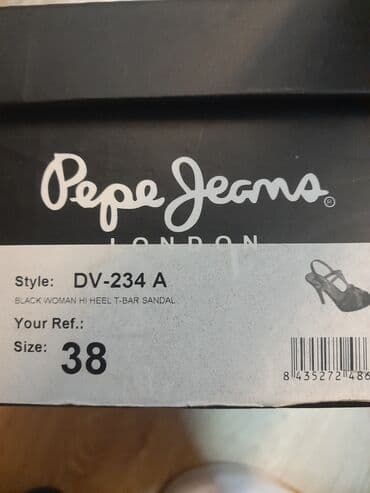 Pepe Jeans®
LONDON
Style: DV-234 A
BLACK WOMAN HI HEEL T-BAR SANDAL
Your Ref.:
Size: 38
8 435272 486